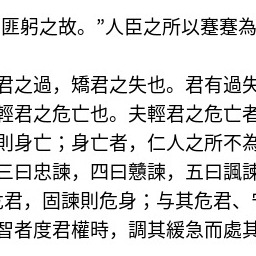 匪躬之故。”人臣之所以蹇蹇為
君之過，矯君之失也。君有過失
輕君之危亡也。夫輕君之危亡者
則身亡；身亡者，仁人之所不為
三曰忠諫，四曰戇諫，五曰諷諫
君，固諫則危身；与其危君、
智者度君權時，調其緩急而處其